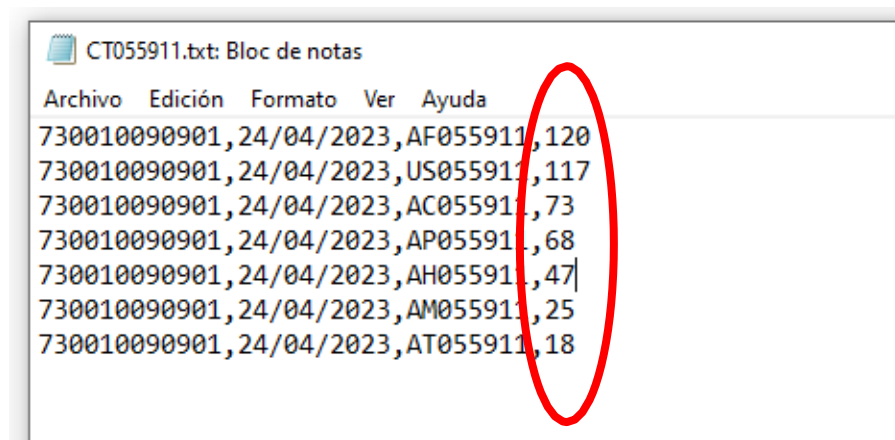 CT055911.txt: Bloc de notas
Archivo Edición Formato Ver Ayuda
730010090901,24/04/2023,AF055911,120
730010090901,24/04/2023,US055911,117
730010090901,24/04/2023,AC055911,73
730010090901,24/04/2023,AP055911,68
730010090901,24/04/2023,AH055911,47
730010090901,24/04/2023,AM055911,25
730010090901,24/04/2023,AT055911,18